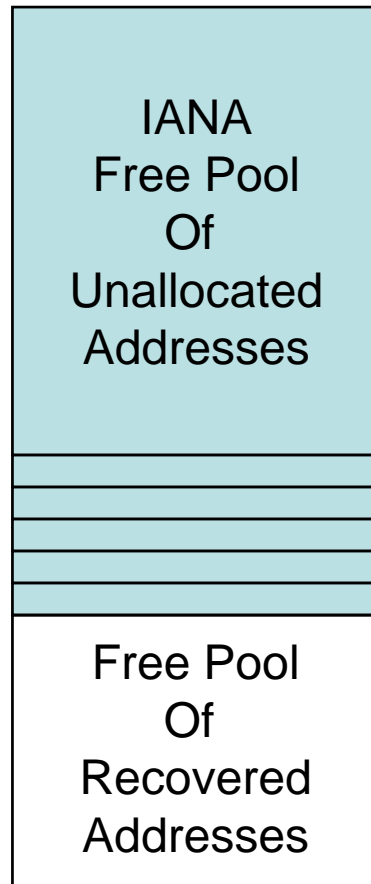 IANA
Free Pool
Of
Unallocated
Addresses
Free Pool
Of
Recovered
Addresses